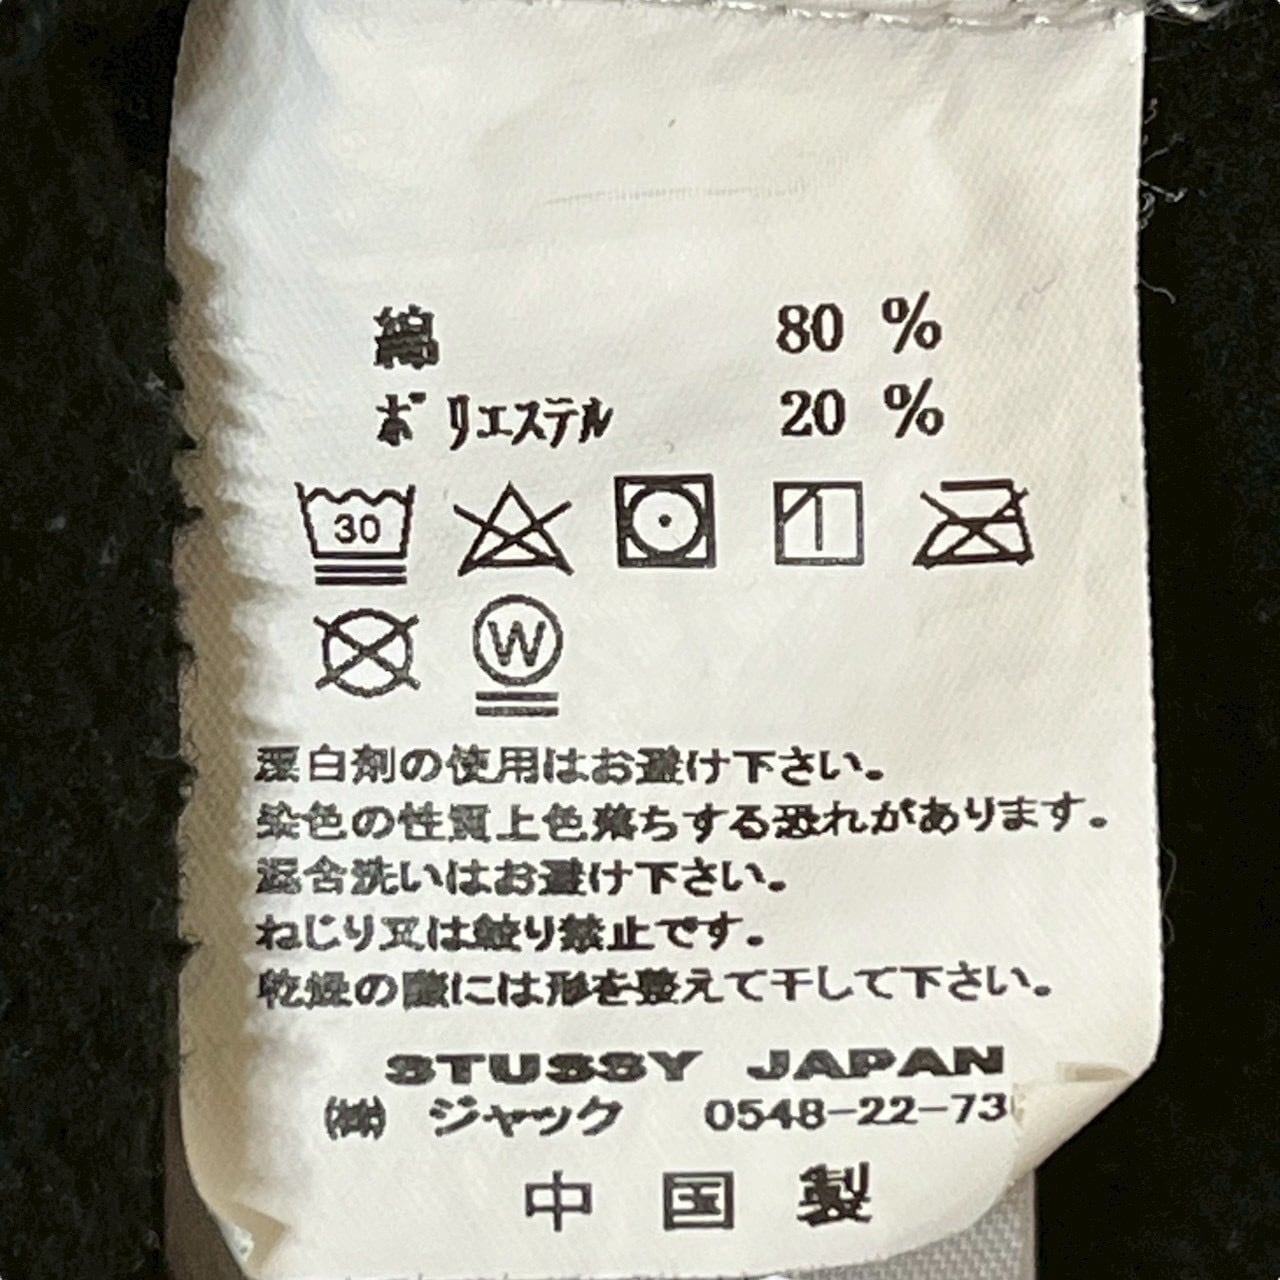 綿 80 %
ポリエステル 20 %
30
W
漂白剤の使用はお避け下さい。
染色の性質上色落ちする恐れがあります。
混合洗いはお避け下さい。
ねじり又は絞り禁止です。
乾燥の際には形を整えて干して下さい。
STUSSY JAPAN
㈱ ジャック 0548-22-73
中国製